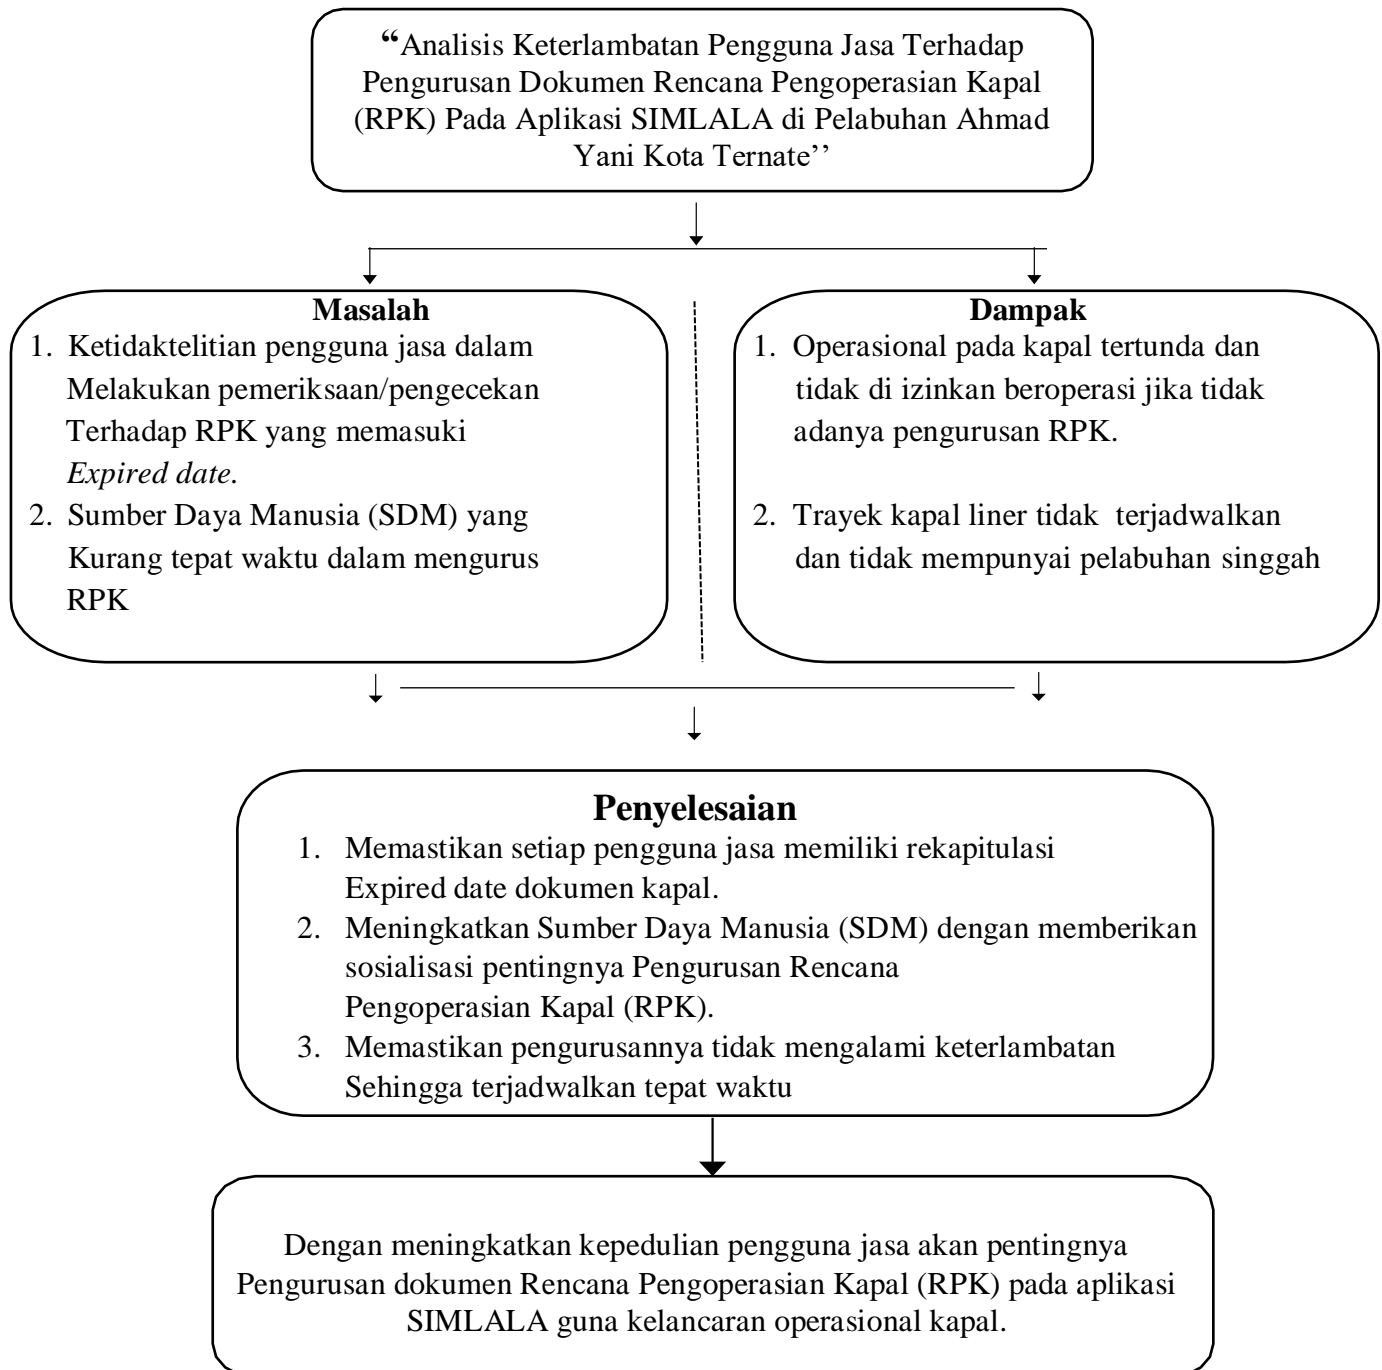 “Analisis Keterlambatan Pengguna Jasa Terhadap
Pengurusan Dokumen Rencana Pengoperasian Kapal
(RPK) Pada Aplikasi SIMLALA di Pelabuhan Ahmad
Yani Kota Ternate’’
Masalah
1. Ketidaktelitian pengguna jasa dalam
Melakukan pemeriksaan/pengecekan
Terhadap RPK yang memasuki
Expired date.
2. Sumber Daya Manusia (SDM) yang
Kurang tepat waktu dalam mengurus
RPK
Dampak
1. Operasional pada kapal tertunda dan
tidak di izinkan beroperasi jika tidak
adanya pengurusan RPK.
2. Trayek kapal liner tidak terjadwalkan
dan tidak mempunyai pelabuhan singgah
Penyelesaian
1. Memastikan setiap pengguna jasa memiliki rekapitulasi
Expired date dokumen kapal.
2. Meningkatkan Sumber Daya Manusia (SDM) dengan memberikan
sosialisasi pentingnya Pengurusan Rencana
Pengoperasian Kapal (RPK).
3. Memastikan pengurusannya tidak mengalami keterlambatan
Sehingga terjadwalkan tepat waktu
Dengan meningkatkan kepedulian pengguna jasa akan pentingnya
Pengurusan dokumen Rencana Pengoperasian Kapal (RPK) pada aplikasi
SIMLALA guna kelancaran operasional kapal.